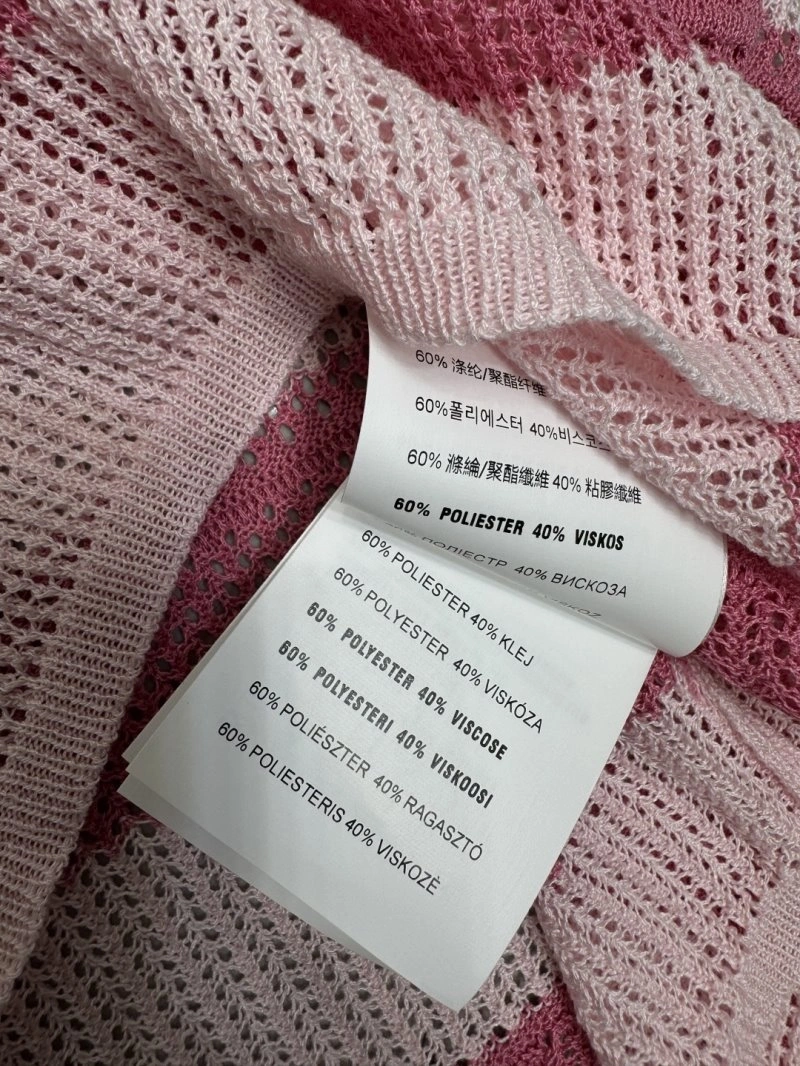 60% 涤纶/聚酯纤维
60%폴리에스터 40%비스코스
60% 滌綸/聚酯纖維 40% 粘膠纖維
60% POLIESTER 40% VISKOS
ПОЛІЕСТР 40% ВИСКОЗА
60% POLIESTER 40% KLEJ
60% POLYESTER 40% VISKÓZA
60% POLYESTER 40% VISCOSE
60% POLYESTERI 40% VISKOOSI
60% POLIÉSZTER 40% RAGASZTÓ
60% POLIESTERIS 40% VISKOZĖ